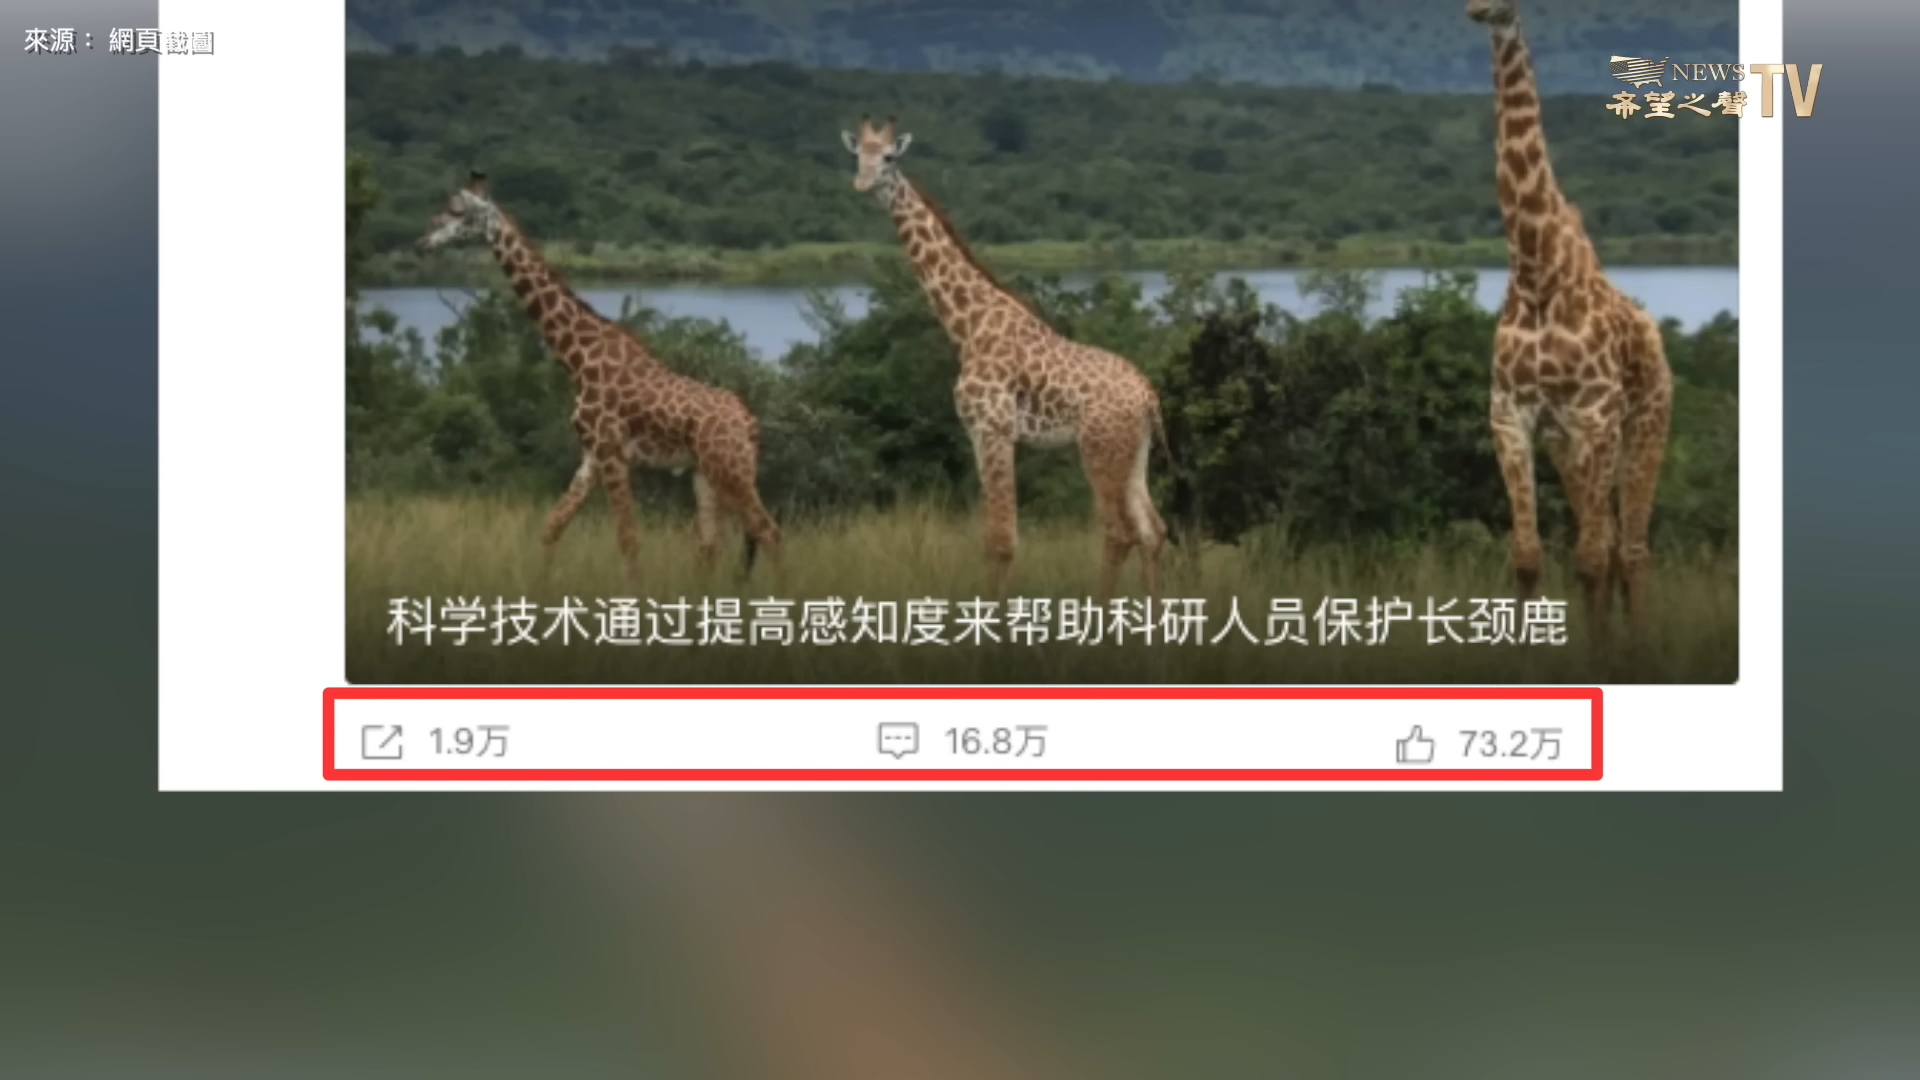 來源： 網頁截圖
NEWS
希望之聲TV
科学技术通过提高感知度来帮助科研人员保护长颈鹿
1.9万
16.8万
73.2万